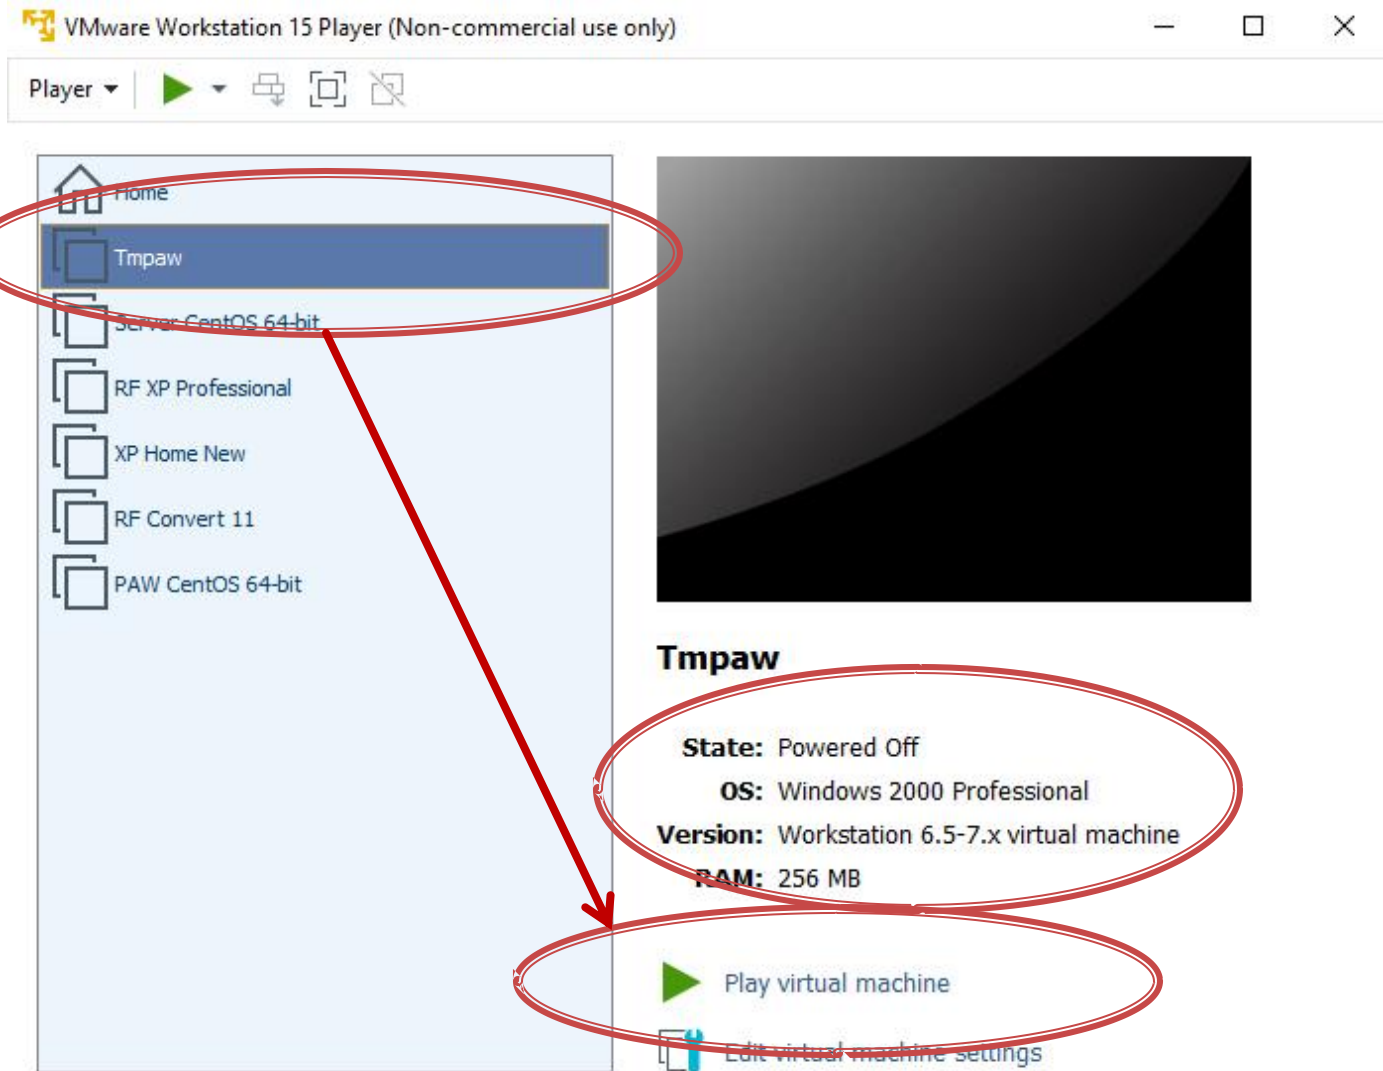 VMware Workstation 15 Player (Non-commercial use only)
Player
Home
Tmpaw
Server CentOS 64-bit
RF XP Professional
XP Home New
RF Convert 11
PAW CentOS 64-bit
Tmpaw
State: Powered Off
OS: Windows 2000 Professional
Version: Workstation 6.5-7.x virtual machine
RAM: 256 MB
Play virtual machine
Edit virtual machine settings